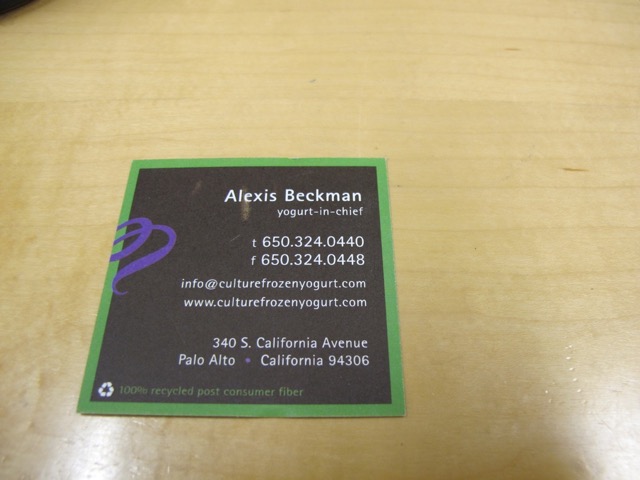 Alexis Beckman
yogurt-in-chief
t 650.324.0440
f 650.324.0448
info@culturefrozenyogurt.com
www.culturefrozenyogurt.com
340 S. California Avenue
Palo Alto • California 94306
100% recycled post consumer fiber